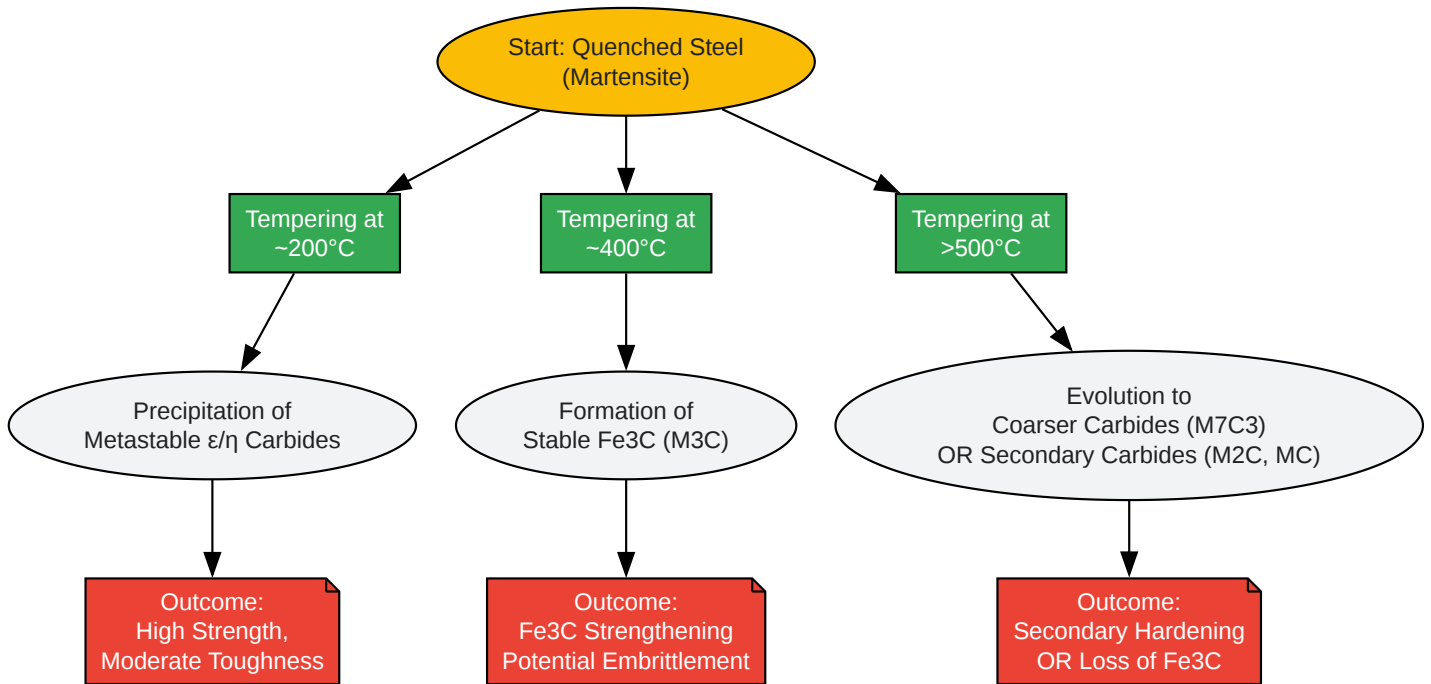 Start: Quenched Steel
(Martensite)
Tempering at
~200°C
Tempering at
~400°C
Tempering at
>500°C
Precipitation of
Metastable ε/η Carbides
Formation of
Stable Fe3C (M3C)
Evolution to
Coarser Carbides (M7C3)
OR Secondary Carbides (M2C, MC)
Outcome:
High Strength,
Moderate Toughness
Outcome:
Fe3C Strengthening
Potential Embrittlement
Outcome:
Secondary Hardening
OR Loss of Fe3C